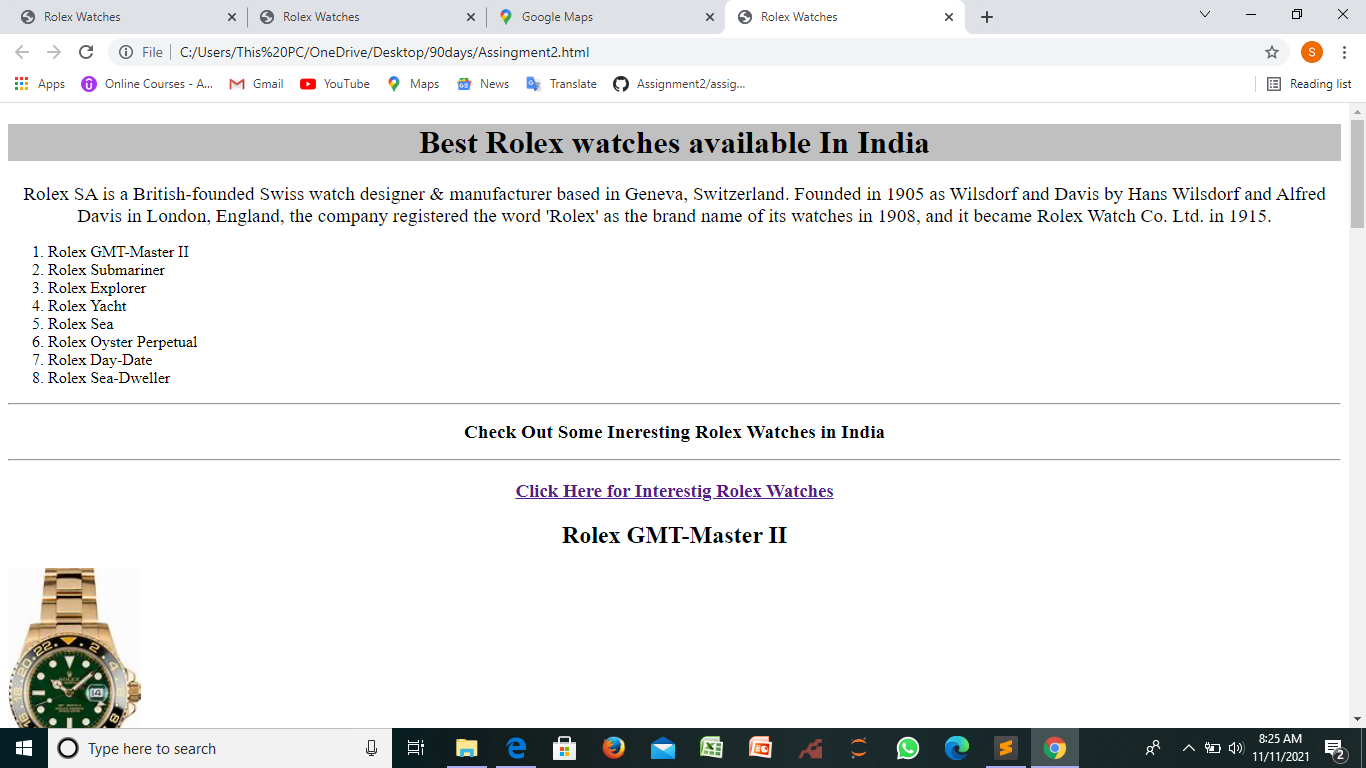 Rolex Watches
Rolex Watches
Google Maps
Rolex Watches
File
C:/Users/This%20PC/OneDrive/Desktop/90days/Assingment2.html
S
Apps
Online Courses - A...
Gmail
YouTube
Maps
News
Translate
Assignment2/assig...
Reading list
Best Rolex watches available In India
Rolex SA is a British-founded Swiss watch designer & manufacturer based in Geneva, Switzerland. Founded in 1905 as Wilsdorf and Davis by Hans Wilsdorf and Alfred
Davis in London, England, the company registered the word 'Rolex' as the brand name of its watches in 1908, and it became Rolex Watch Co. Ltd. in 1915.
1. Rolex GMT-Master II
2. Rolex Submariner
3. Rolex Explorer
4. Rolex Yacht
5. Rolex Sea
6. Rolex Oyster Perpetual
7. Rolex Day-Date
8. Rolex Sea-Dweller
Check Out Some Ineresting Rolex Watches in India
Click Here for Interestig Rolex Watches
Rolex GMT-Master II
Type here to search
8:25 AM
11/11/2021
2